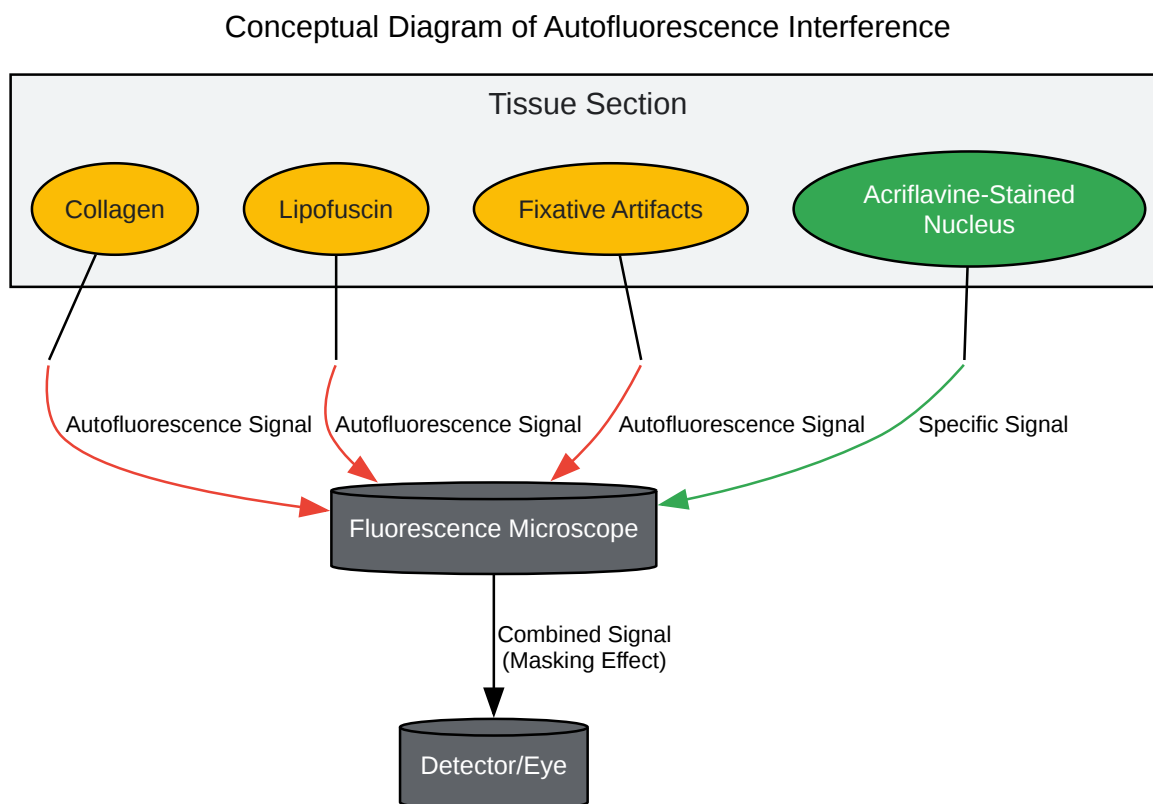 Conceptual Diagram of Autofluorescence Interference
Tissue Section
Collagen
Lipofuscin
Fixative Artifacts
Acriflavine-Stained
Nucleus
Autofluorescence Signal
Autofluorescence Signal
Autofluorescence Signal
Specific Signal
Fluorescence Microscope
Combined Signal
(Masking Effect)
Detector/Eye